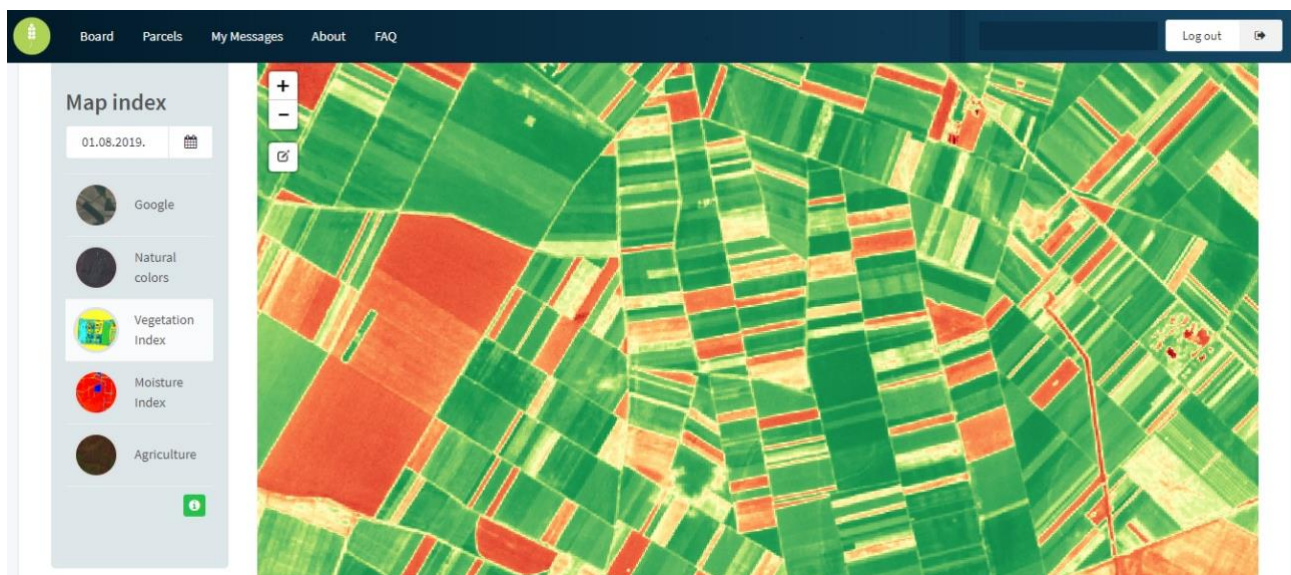 Board Parcels My Messages About FAQ Log out
Map index
01.08.2019.
Google
Natural
colors
Vegetation
Index
Moisture
Index
Agriculture
+
-